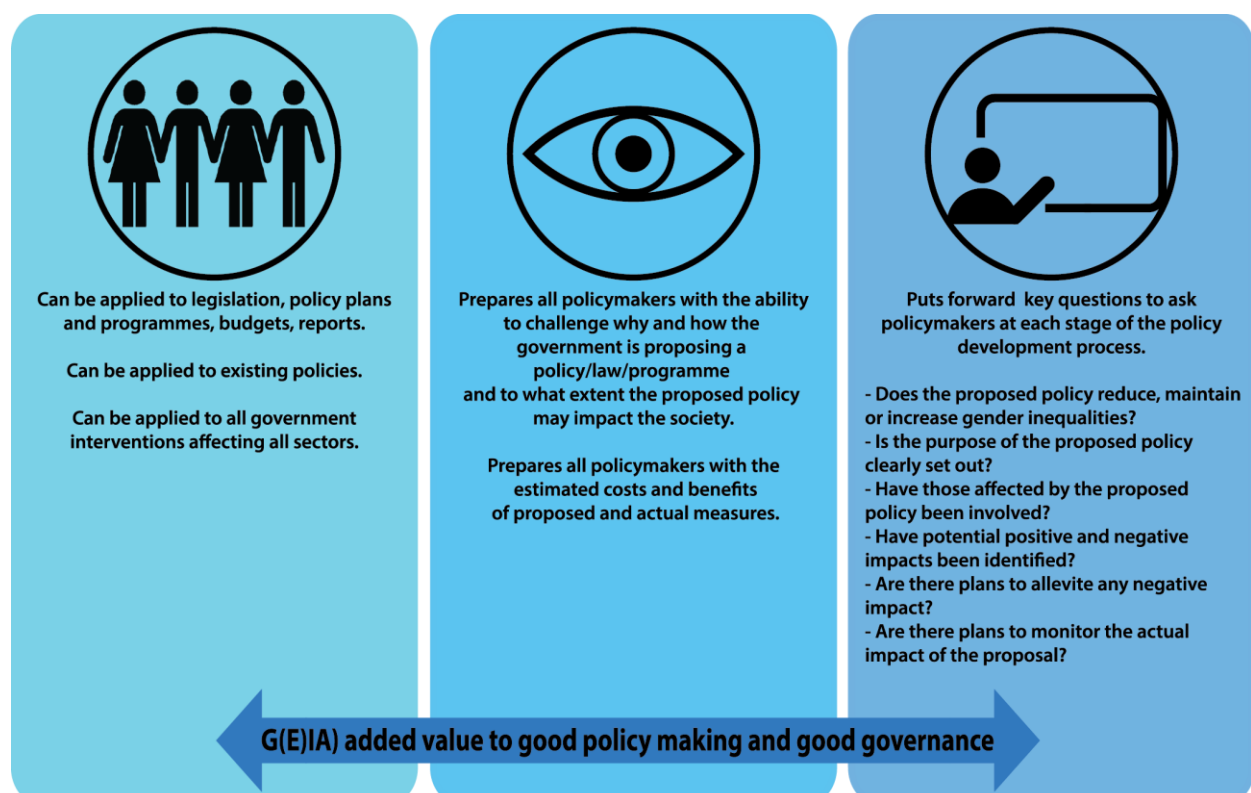 Can be applied to legislation, policy plans
and programmes, budgets, reports.
Can be applied to existing policies.
Can be applied to all government
interventions affecting all sectors.
Prepares all policymakers with the ability
to challenge why and how the
government is proposing a
policy/law/programme
and to what extent the proposed policy
may impact the society.
Prepares all policymakers with the
estimated costs and benefits
of proposed and actual measures.
Puts forward key questions to ask
policymakers at each stage of the policy
development process.
- Does the proposed policy reduce, maintain
or increase gender inequalities?
- Is the purpose of the proposed policy
clearly set out?
- Have those affected by the proposed
policy been involved?
- Have potential positive and negative
impacts been identified?
- Are there plans to allevite any negative
impact?
- Are there plans to monitor the actual
impact of the proposal?
G(E)IA) added value to good policy making and good governance